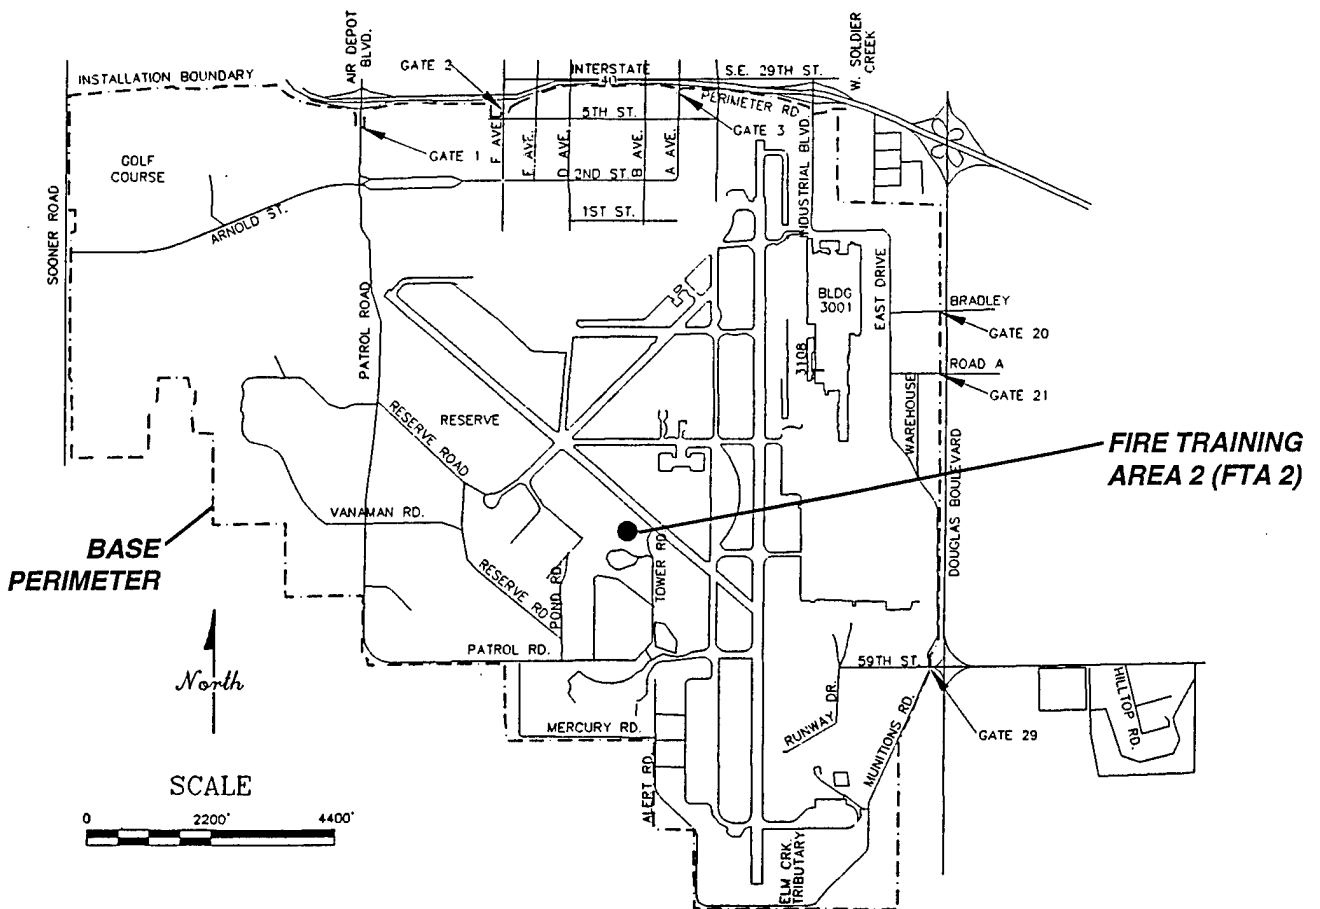 AIR DEPOT
BLVD.
GATE 2
INTERSTATE
40
S.E. 29TH ST.
W. SOLDIER
CREEK
INSTALLATION BOUNDARY
PERIMETER RD
5TH ST.
GATE 3
GATE 1
F AVE.
E AVE.
D AVE.
B AVE.
A AVE.
INDUSTRIAL BLVD.
GOLF
COURSE
2ND ST.
1ST ST.
ARNOLD ST.
SOONER ROAD
PATROL ROAD
BLDG
3001
EAST DRIVE
BRADLEY
GATE 20
3108
ROAD A
GATE 21
WAREHOUSE
RESERVE
RESERVE ROAD
DOUGLAS BOULEVARD
FIRE TRAINING
AREA 2 (FTA 2)
VANAMAN RD.
BASE
PERIMETER
RESERVE RD
POND RD.
TOWER RD
PATROL RD.
59TH ST.
North
MERCURY RD.
RUNWAY DR.
MUNITIONS RD.
GATE 29
HILLTOP RD.
ALERT RD.
SCALE
0 2200' 4400'
ELM CRK.
TRIBUTARY